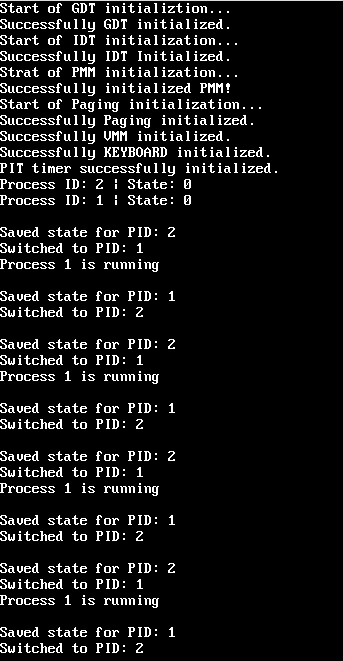 Start of GDT initializtion...
Successfully GDT initialized.
Start of IDT initialization...
Successfully IDT Initialized.
Strat of PMM initialization...
Successfully initialized PMM!
Start of Paging initialization...
Successfully Paging initialized.
Successfully VMM initialized.
Successfully KEYBOARD initialized.
PIT timer successfully initialized.
Process ID: 2 | State: 0
Process ID: 1 | State: 0
Saved state for PID: 2
Switched to PID: 1
Process 1 is running
Saved state for PID: 1
Switched to PID: 2
Saved state for PID: 2
Switched to PID: 1
Process 1 is running
Saved state for PID: 1
Switched to PID: 2
Saved state for PID: 2
Switched to PID: 1
Process 1 is running
Saved state for PID: 1
Switched to PID: 2
Saved state for PID: 2
Switched to PID: 1
Process 1 is running
Saved state for PID: 1
Switched to PID: 2